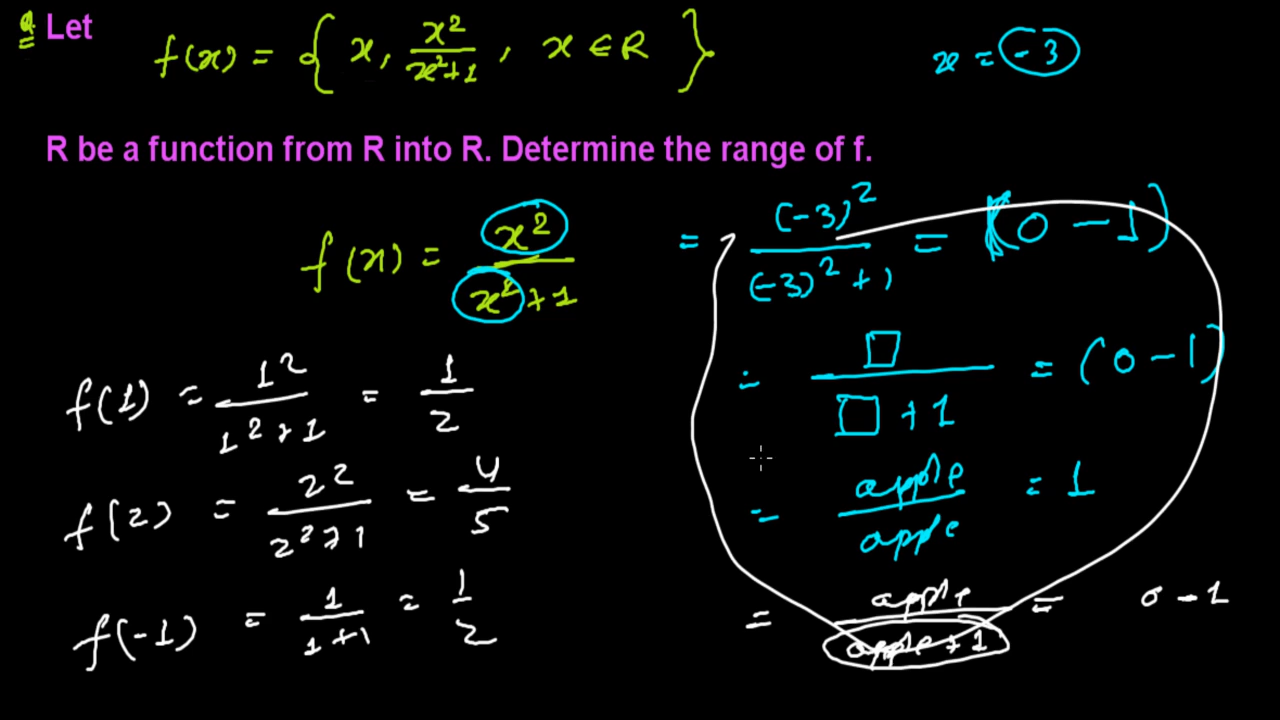 Let
f(x) = { x, x²/x²+1 , x ∈ R }
x = -3
R be a function from R into R. Determine the range of f.
f(x) = x²/x²+1
= (-3)²/(-3)²+1 = (0 - 1)
= □/□+1 = (0 - 1)
f(1) = 1²/1²+1 = 1/2
= apple/apple = 1
f(2) = 2²/2²+1 = 4/5
= apple/apple+1 = 0 - 1
f(-1) = 1/1+1 = 1/2